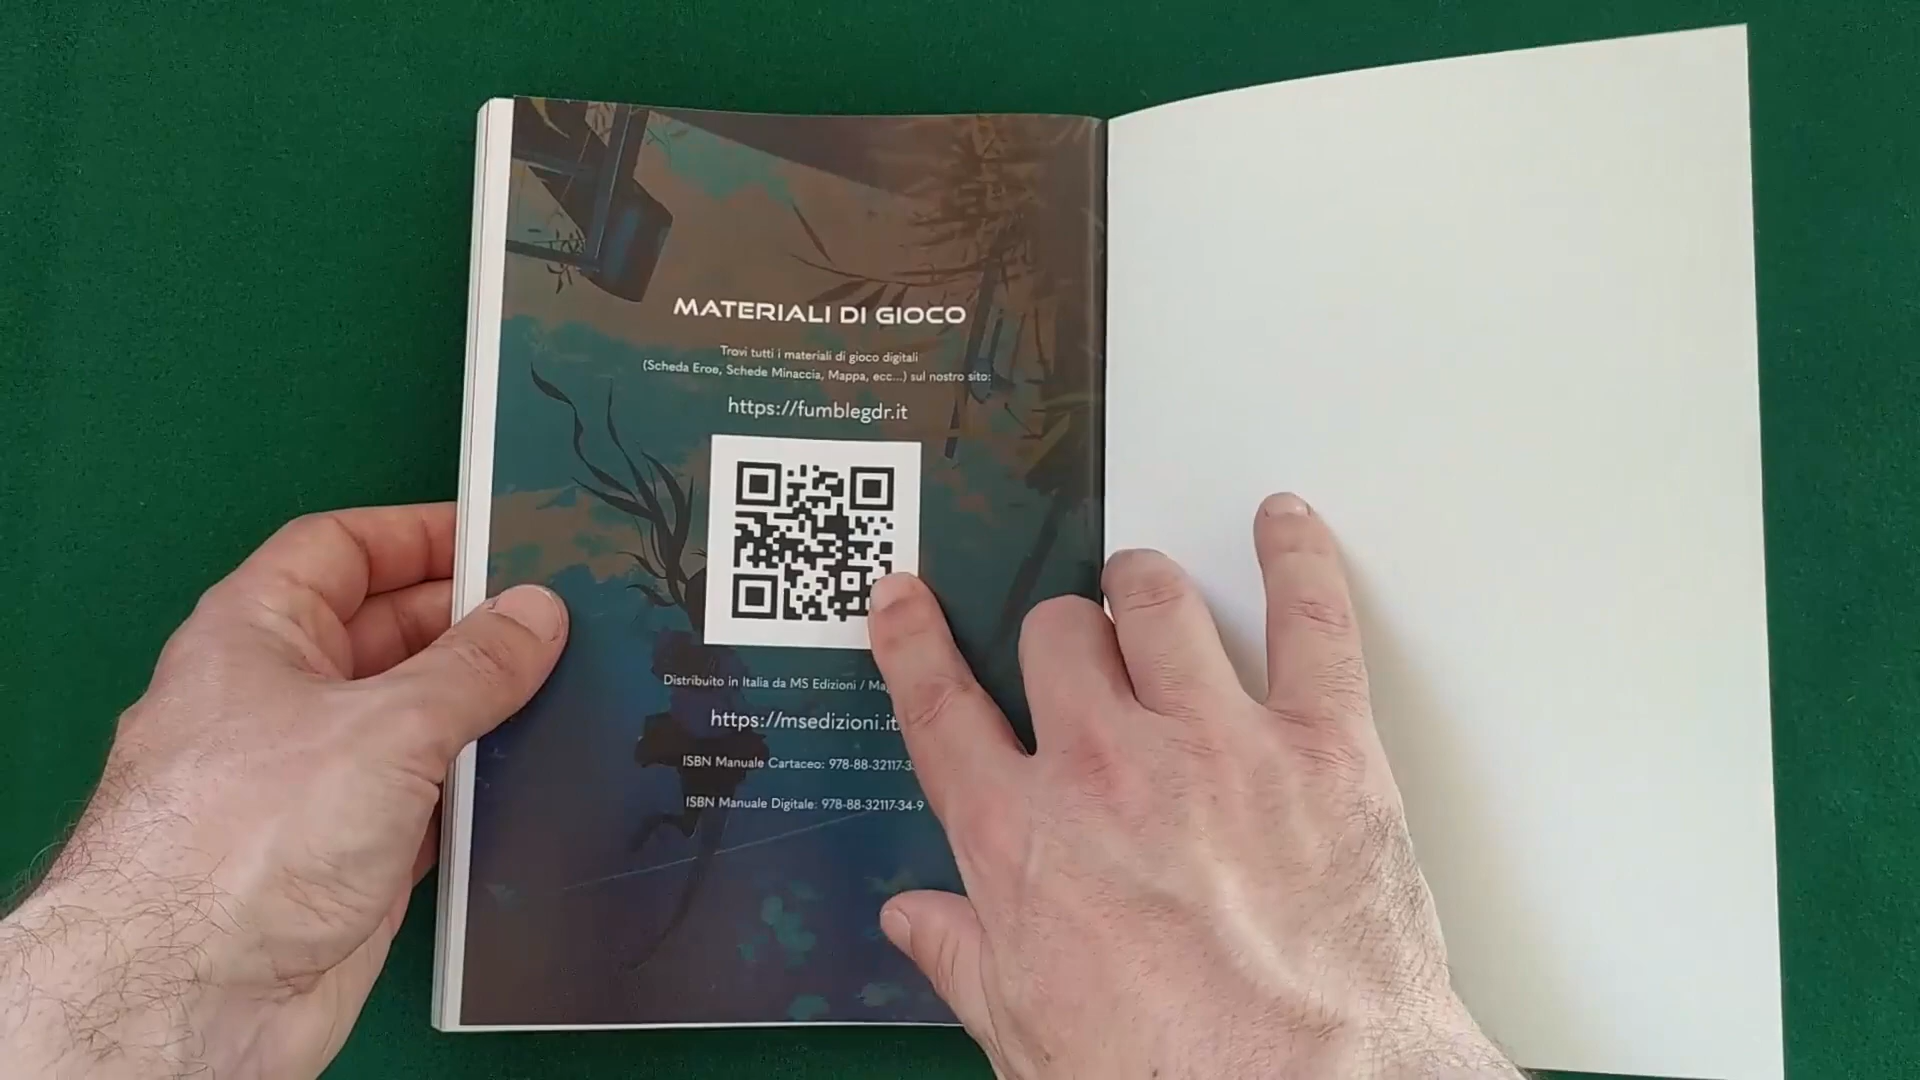 MATERIALI DI GIOCO
Trovi tutti i materiali di gioco digitali
(Scheda Eroe, Schede Minaccia, Mappa, ecc...) sul nostro sito:
https://fumblegdr.it
Distribuito in Italia da MS Edizioni /
https://msedizioni.it
ISBN Manuale Cartaceo: 978-88-32117-3
ISBN Manuale Digitale: 978-88-32117-34-9